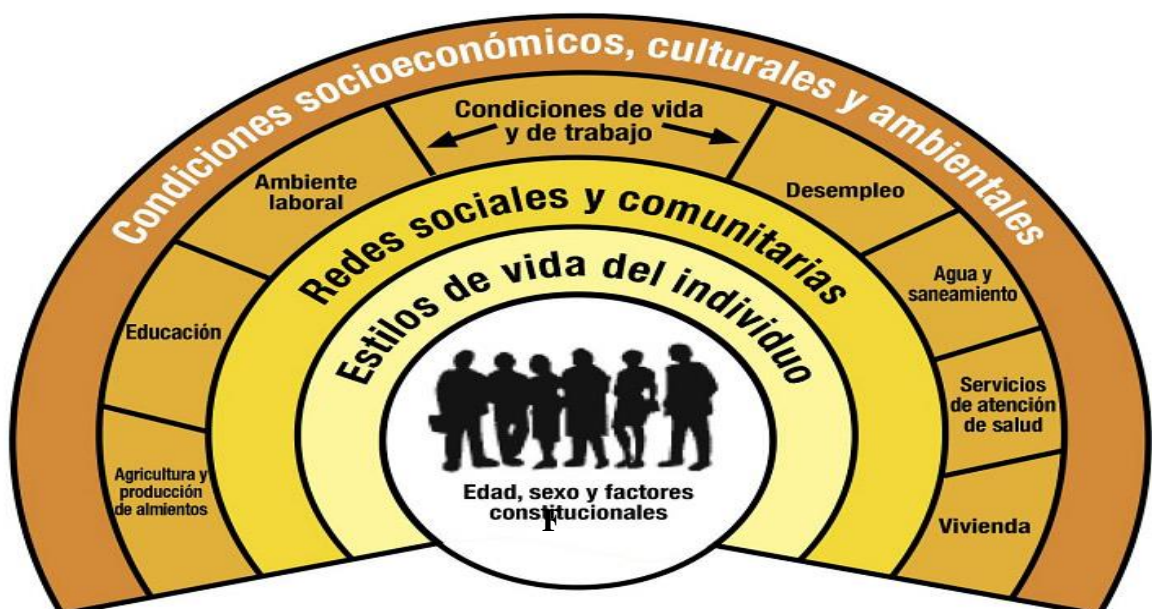 Condiciones socioeconómicos, culturales y ambientales
Condiciones de vida
y de trabajo
Ambiente
laboral
Desempleo
Educación
Agua y
saneamiento
Agricultura y
producción
de almientos
Servicios
de atención
de salud
Vivienda
Redes sociales y comunitarias
Estilos de vida del individuo
Edad, sexo y factores
constitucionales
F